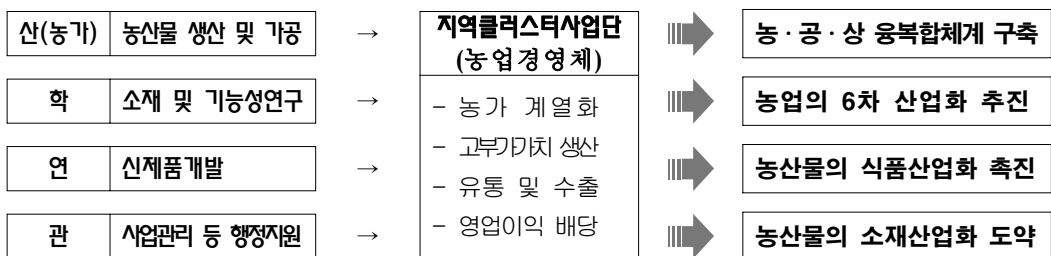 산(농가) 농산물 생산 및 가공 →
학 소재 및 기능성연구 →
연 신제품개발 →
관 사업관리 등 행정지원 →
지역클러스터사업단
(농업경영체)
- 농가 계열화
- 고부가가치 생산
- 유통 및 수출
- 영업이익 배당
농·공·상 융복합체계 구축
농업의 6차 산업화 추진
농산물의 식품산업화 촉진
농산물의 소재산업화 도약